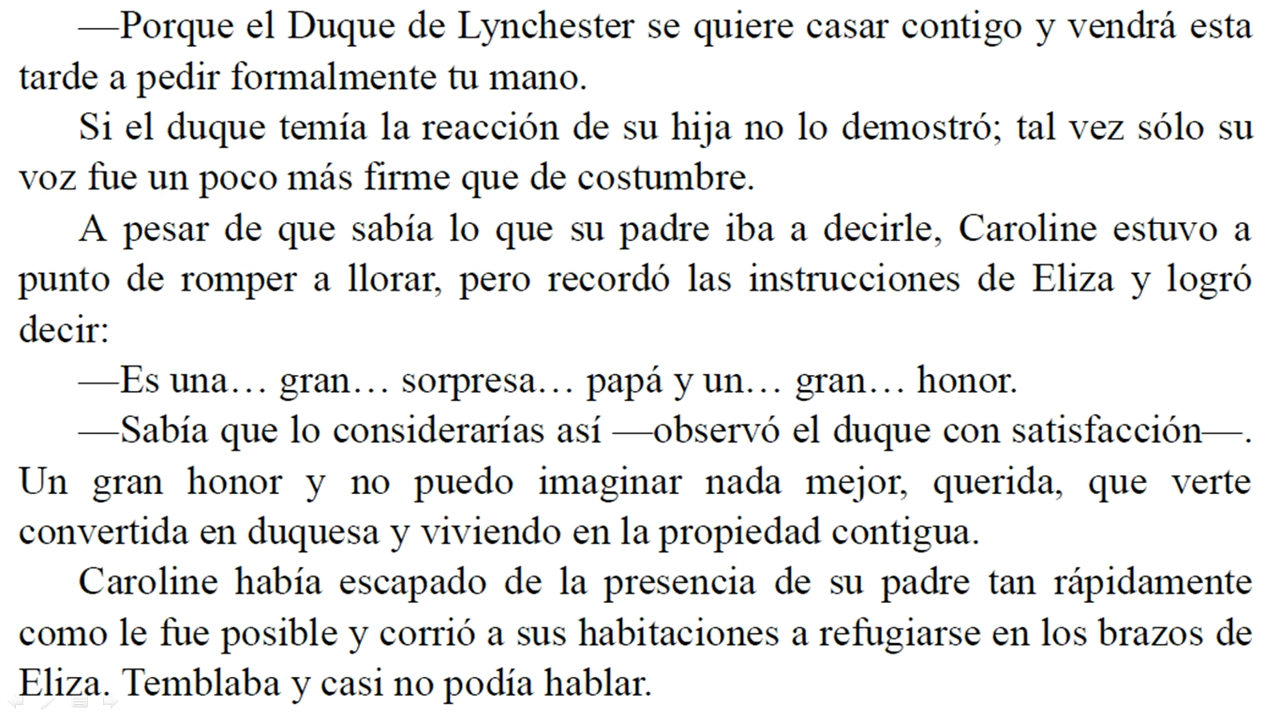 —Porque el Duque de Lynchester se quiere casar contigo y vendrá esta
tarde a pedir formalmente tu mano.
Si el duque temía la reacción de su hija no lo demostró; tal vez sólo su
voz fue un poco más firme que de costumbre.
A pesar de que sabía lo que su padre iba a decirle, Caroline estuvo a
punto de romper a llorar, pero recordó las instrucciones de Eliza y logró
decir:
—Es una… gran… sorpresa… papá y un… gran… honor.
—Sabía que lo considerarías así —observó el duque con satisfacción—.
Un gran honor y no puedo imaginar nada mejor, querida, que verte
convertida en duquesa y viviendo en la propiedad contigua.
Caroline había escapado de la presencia de su padre tan rápidamente
como le fue posible y corrió a sus habitaciones a refugiarse en los brazos de
Eliza. Temblaba y casi no podía hablar.